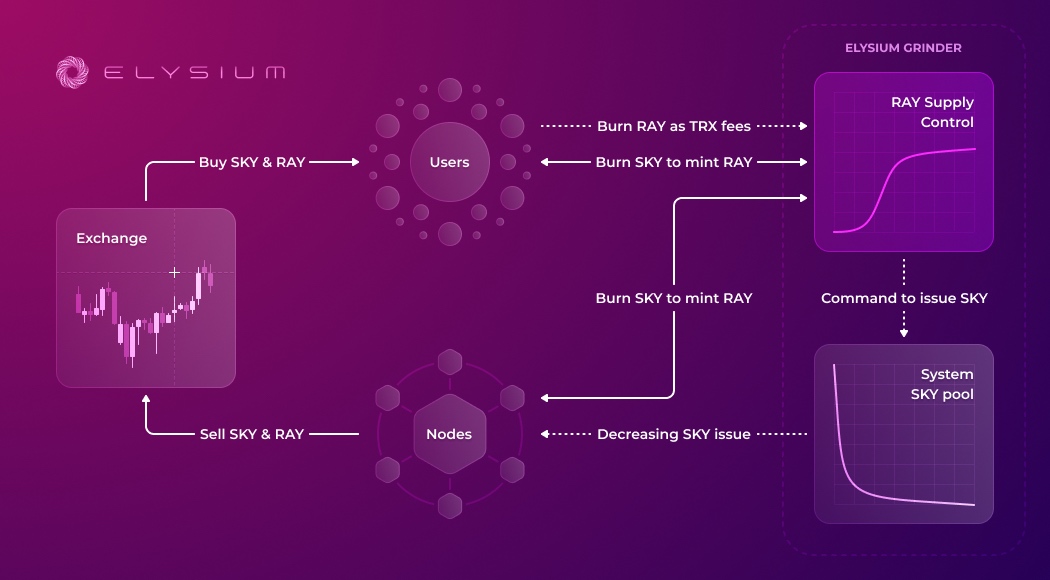 ELYSIUM GRINDER
ELYSIUM
RAY Supply
Control
Burn RAY as TRX fees
Buy SKY & RAY
Users
Burn SKY to mint RAY
Exchange
Burn SKY to mint RAY
Command to issue SKY
System
SKY pool
Sell SKY & RAY
Nodes
Decreasing SKY issue